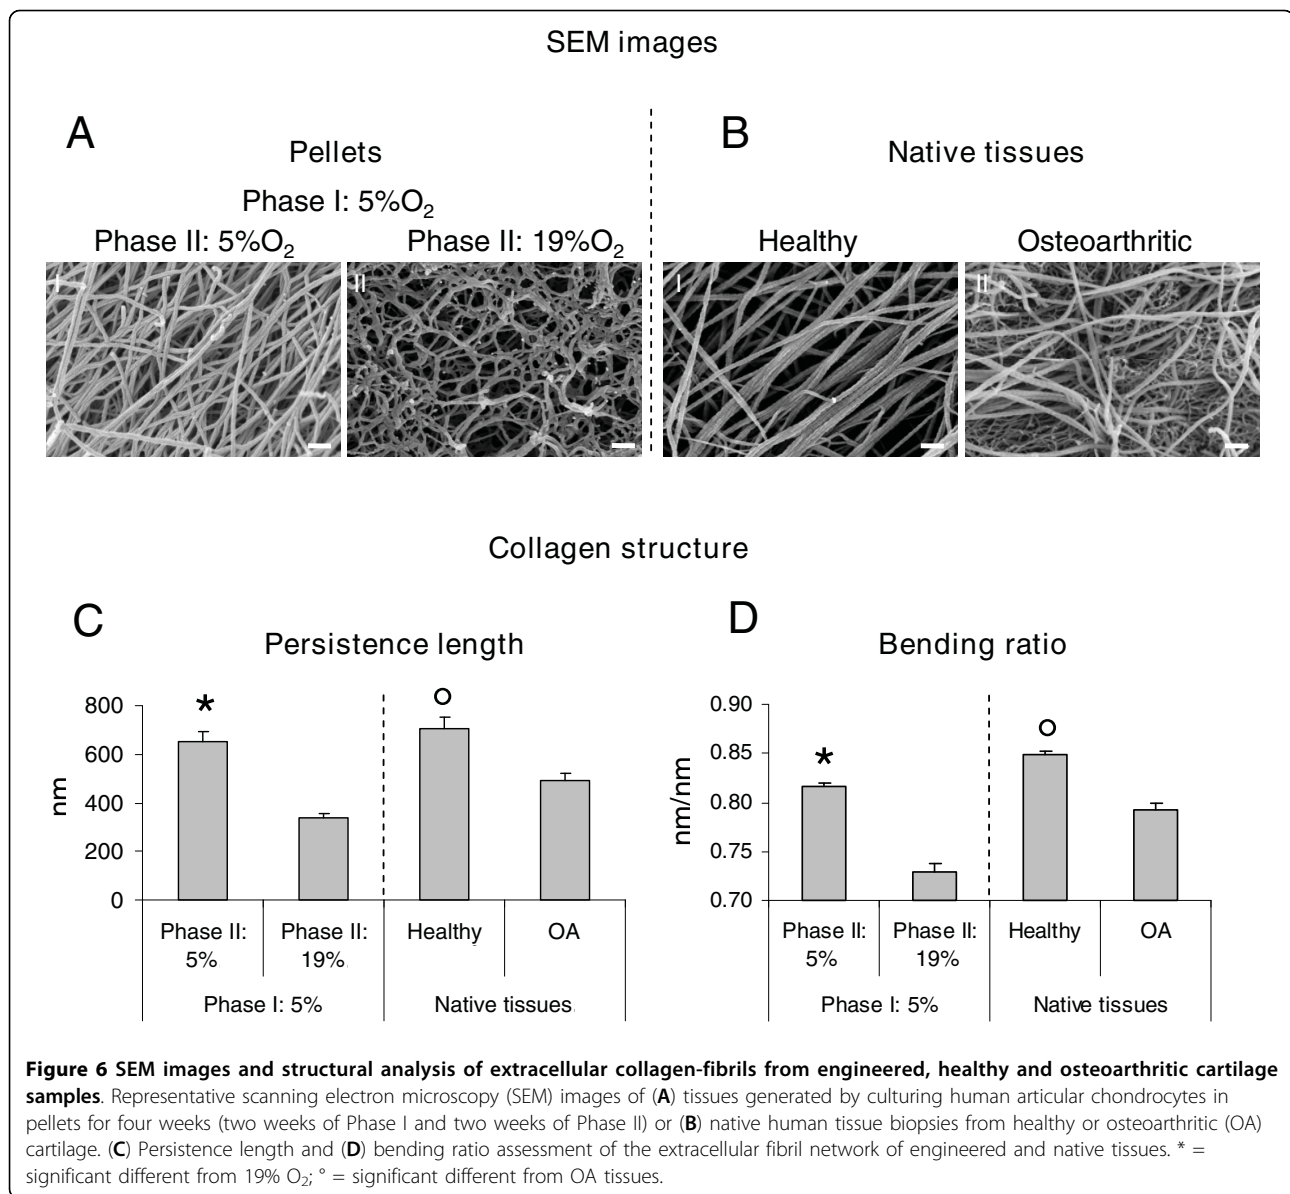 SEM images
A
Pellets
Phase I: 5%O₂
Phase II: 5%O₂
Phase II: 19%O₂
I
II
B
Native tissues
Healthy
Osteoarthritic
I
II
Collagen structure
C
Persistence length
nm
800
600
400
200
0
*
°
Phase II: 5%
Phase II: 19%
Healthy
OA
Phase I: 5%
Native tissues
D
Bending ratio
nm/nm
0.90
0.85
0.80
0.75
0.70
*
°
Phase II: 5%
Phase II: 19%
Healthy
OA
Phase I: 5%
Native tissues
Figure 6 SEM images and structural analysis of extracellular collagen-fibrils from engineered, healthy and osteoarthritic cartilage
samples. Representative scanning electron microscopy (SEM) images of (A) tissues generated by culturing human articular chondrocytes in
pellets for four weeks (two weeks of Phase I and two weeks of Phase II) or (B) native human tissue biopsies from healthy or osteoarthritic (OA)
cartilage. (C) Persistence length and (D) bending ratio assessment of the extracellular fibril network of engineered and native tissues. * =
significant different from 19% O₂; ° = significant different from OA tissues.